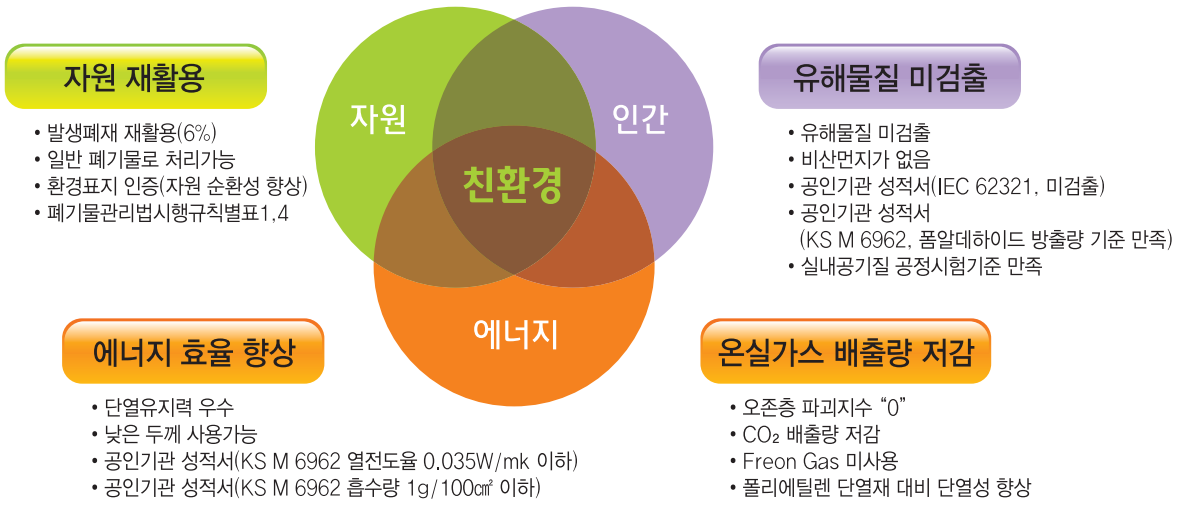 자원 재활용
• 발생폐재 재활용(6%)
• 일반 폐기물로 처리가능
• 환경표지 인증(자원 순환성 향상)
• 폐기물관리법시행규칙별표1,4
자원
인간
친환경
에너지
유해물질 미검출
• 유해물질 미검출
• 비산먼지가 없음
• 공인기관 성적서(IEC 62321, 미검출)
• 공인기관 성적서
(KS M 6962, 폼알데하이드 방출량 기준 만족)
• 실내공기질 공정시험기준 만족
에너지 효율 향상
• 단열유지력 우수
• 낮은 두께 사용가능
• 공인기관 성적서(KS M 6962 열전도율 0.035W/mk 이하)
• 공인기관 성적서(KS M 6962 흡수량 1g/100㎠ 이하)
온실가스 배출량 저감
• 오존층 파괴지수 “0”
• CO₂ 배출량 저감
• Freon Gas 미사용
• 폴리에틸렌 단열재 대비 단열성 향상